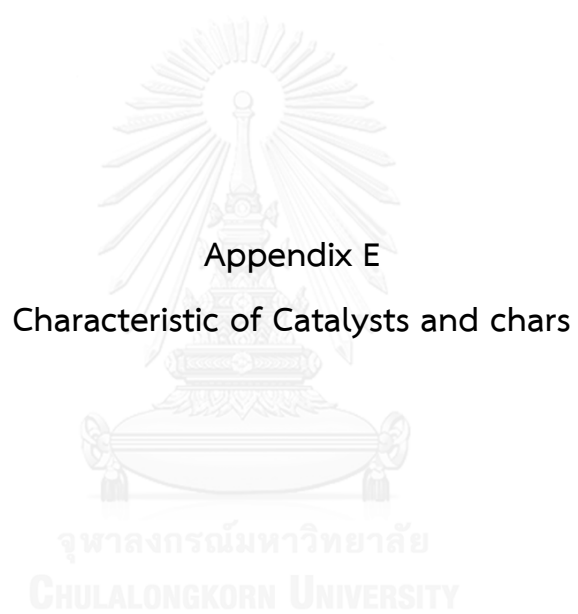 Appendix E
Characteristic of Catalysts and chars
จุฬาลงกรณ์มหาวิทยาลัย
CHULALONGKORN UNIVERSITY